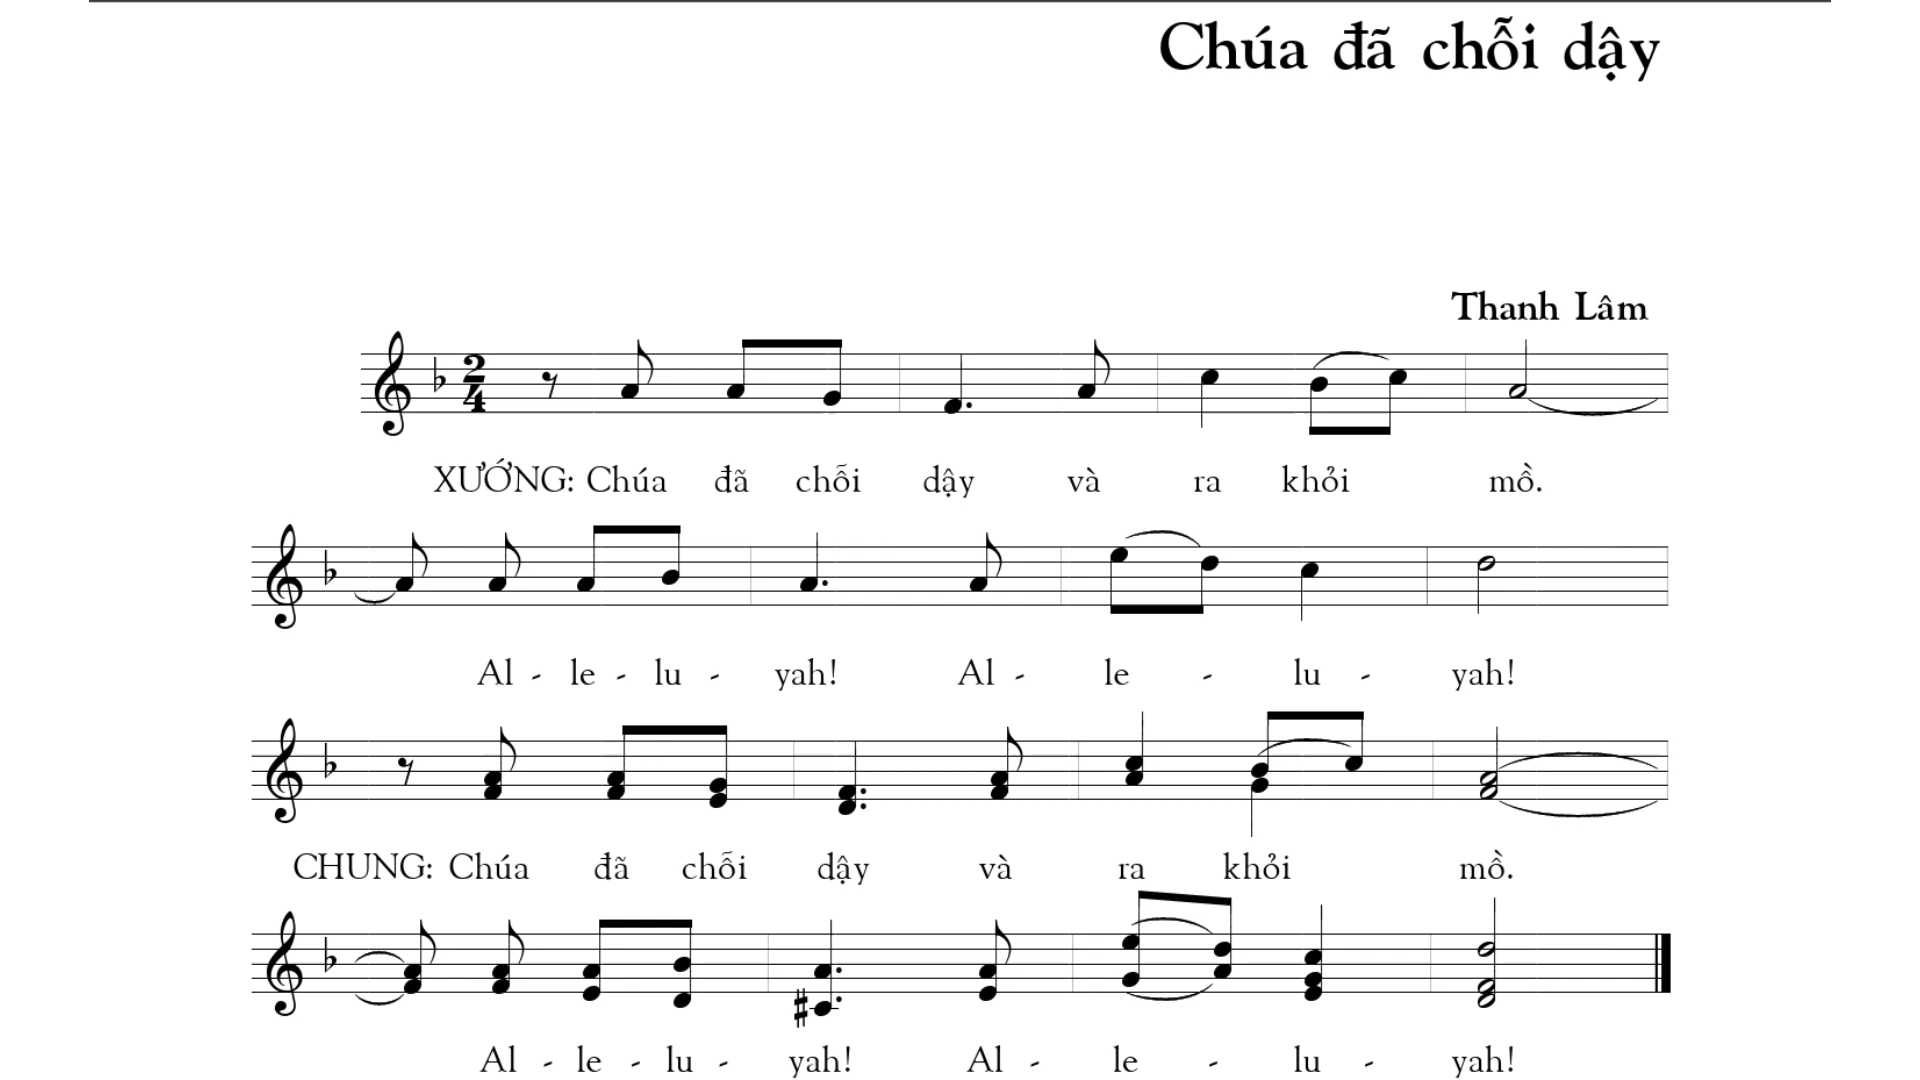 Chúa đã chỗi dậy
Thanh Lâm
2
4
XƯỚNG: Chúa đã chỗi dậy và ra khỏi mồ.
Al - le - lu - yah! Al - le - lu - yah!
CHUNG: Chúa đã chỗi dậy và ra khỏi mồ.
Al - le - lu - yah! Al - le - lu - yah!